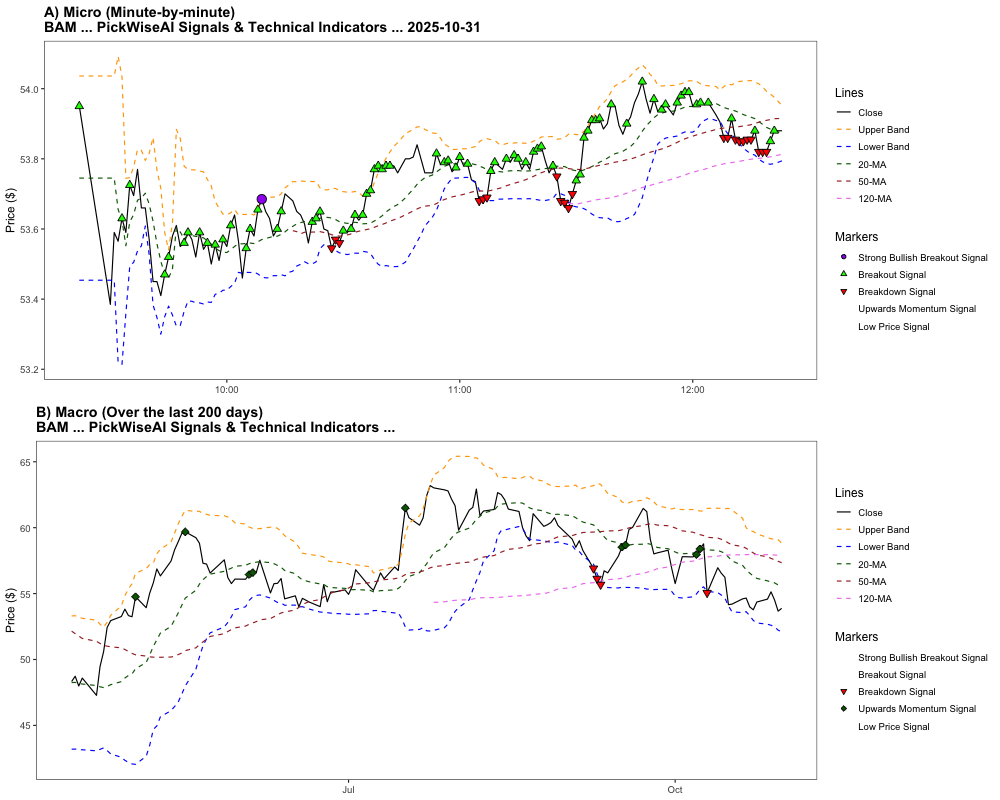 A) Micro (Minute-by-minute)
BAM ... PickWiseAI Signals & Technical Indicators ... 2025-10-31
54.0
53.8
53.6
53.4
53.2
Price ($)
10:00
11:00
12:00
Lines
Close
Upper Band
Lower Band
20-MA
50-MA
120-MA
Markers
Strong Bullish Breakout Signal
Breakout Signal
Breakdown Signal
Upwards Momentum Signal
Low Price Signal
B) Macro (Over the last 200 days)
BAM ... PickWiseAI Signals & Technical Indicators ...
65
60
55
50
45
Price ($)
Jul
Oct
Lines
Close
Upper Band
Lower Band
20-MA
50-MA
120-MA
Markers
Strong Bullish Breakout Signal
Breakout Signal
Breakdown Signal
Upwards Momentum Signal
Low Price Signal